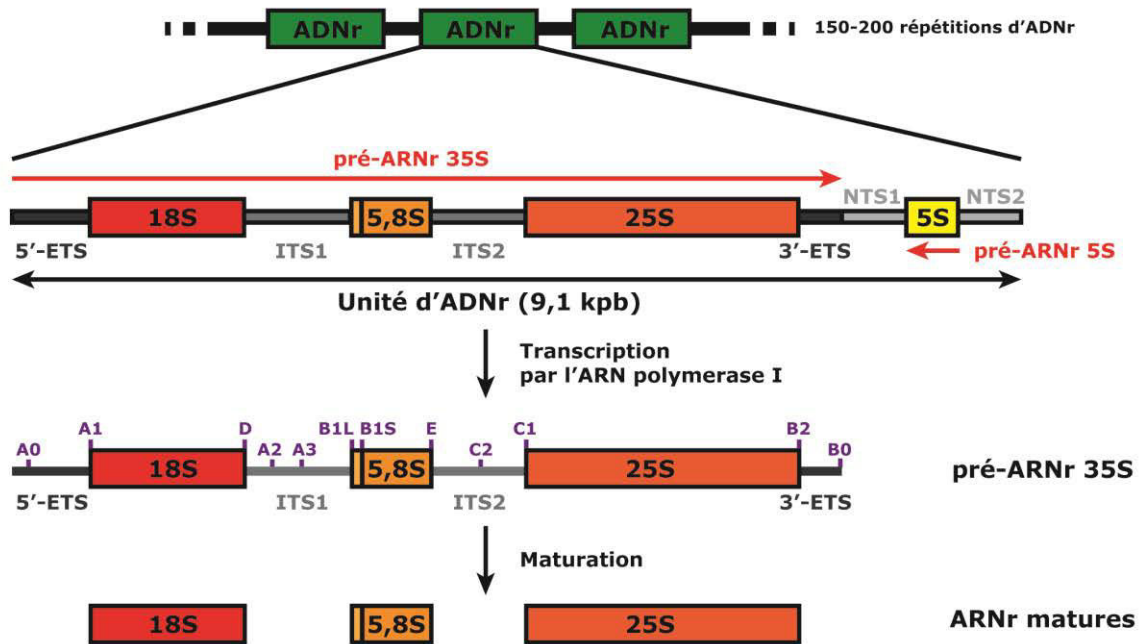 ADNr ADNr ADNr 150-200 répétitions d’ADNr
pré-ARNr 35S
NTS1 NTS2
18S 5,8S 25S 5S
5’-ETS ITS1 ITS2 3’-ETS pré-ARNr 5S
Unité d’ADNr (9,1 kpb)
Transcription
par l’ARN polymerase I
A0 A1 D A2 A3 B1L B1S E C2 C1 B2 B0
18S 5,8S 25S pré-ARNr 35S
5’-ETS ITS1 ITS2 3’-ETS
Maturation
18S 5,8S 25S ARNr matures